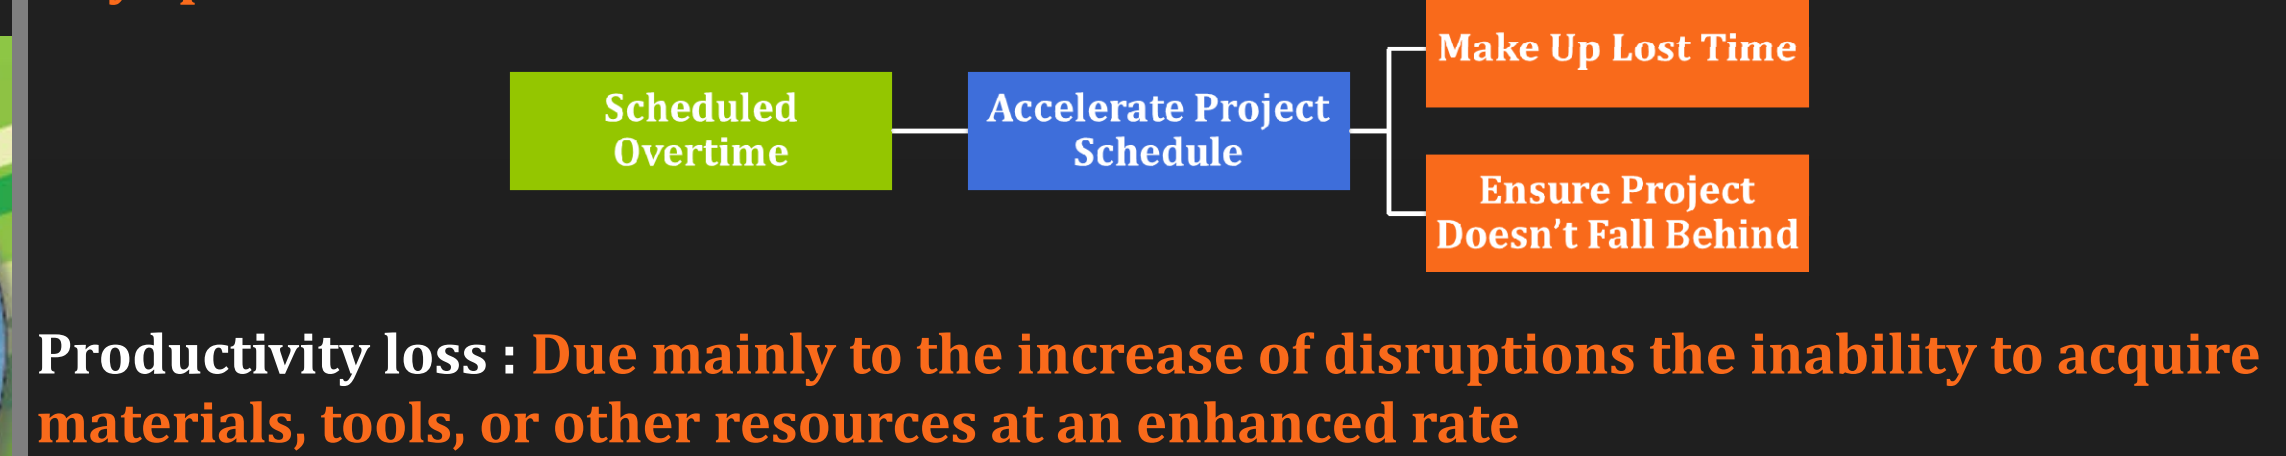 Make Up Lost Time
Scheduled
Overtime
Accelerate Project
Schedule
Ensure Project
Doesn't Fall Behind
Productivity loss : Due mainly to the increase of disruptions the inability to acquire
materials, tools, or other resources at an enhanced rate